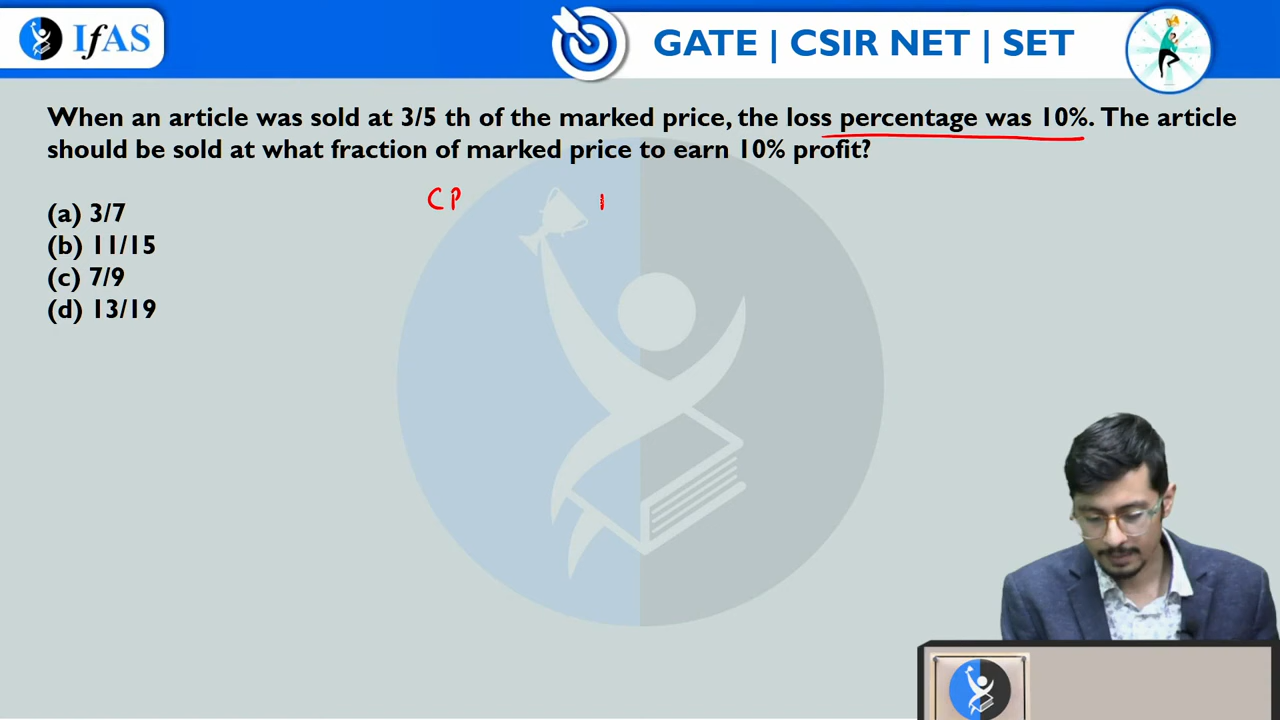 IfAS
GATE | CSIR NET | SET
When an article was sold at 3/5 th of the marked price, the loss percentage was 10%. The article
should be sold at what fraction of marked price to earn 10% profit?
CP
(a) 3/7
(b) 11/15
(c) 7/9
(d) 13/19